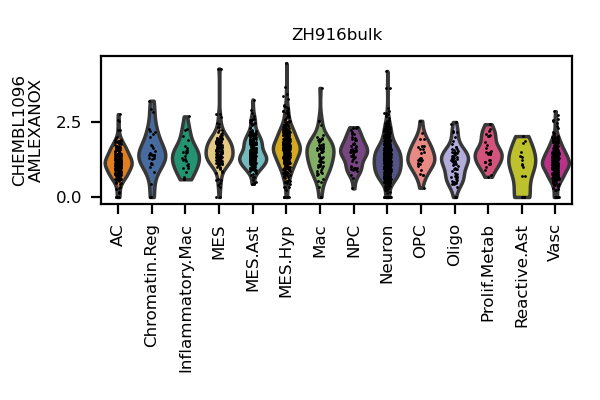 ZH916bulk
CHEMBL1096
AMLEXANOX
2.5
0.0
AC
Chromatin.Reg
Inflammatory.Mac
MES
MES.Ast
MES.Hyp
Mac
NPC
Neuron
OPC
Oligo
Prolif.Metab
Reactive.Ast
Vasc